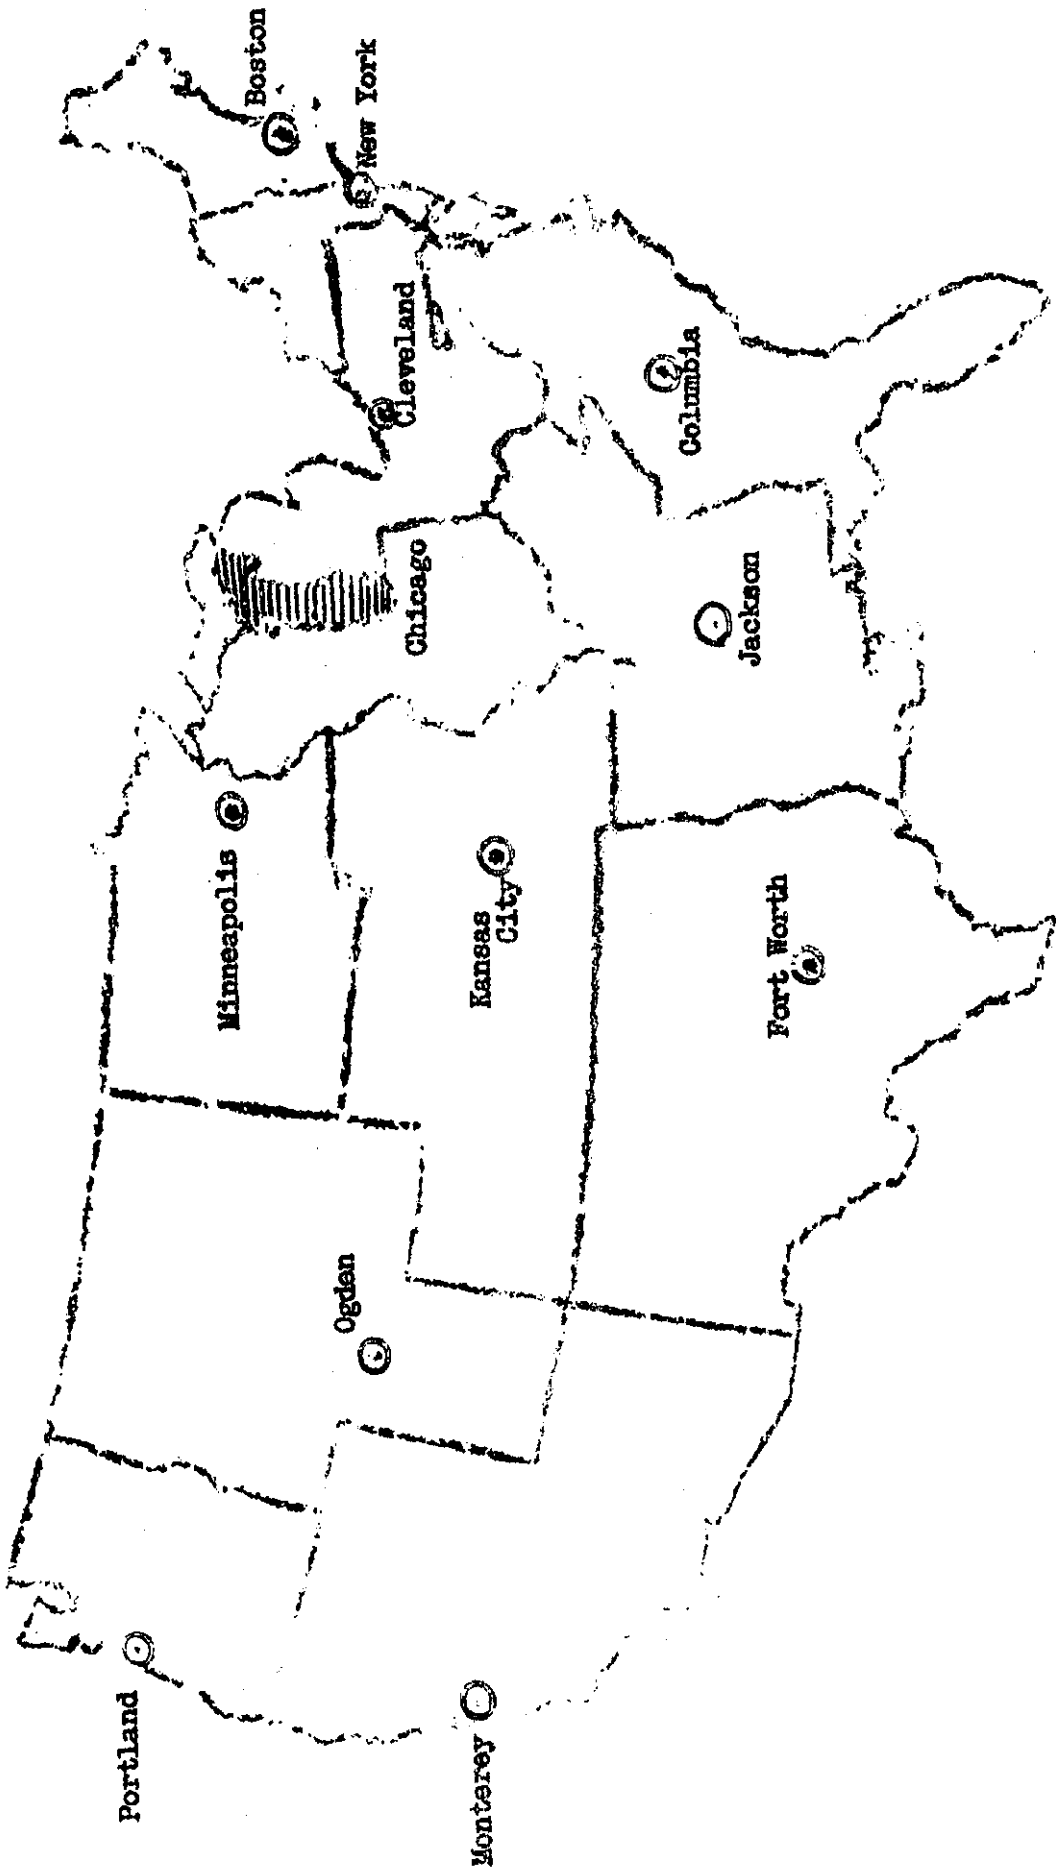 Portland
Monterey
Ogden
Minneapolis
Kansas
City
Fort Worth
Chicago
Jackson
Cleveland
Columbia
New York
Boston